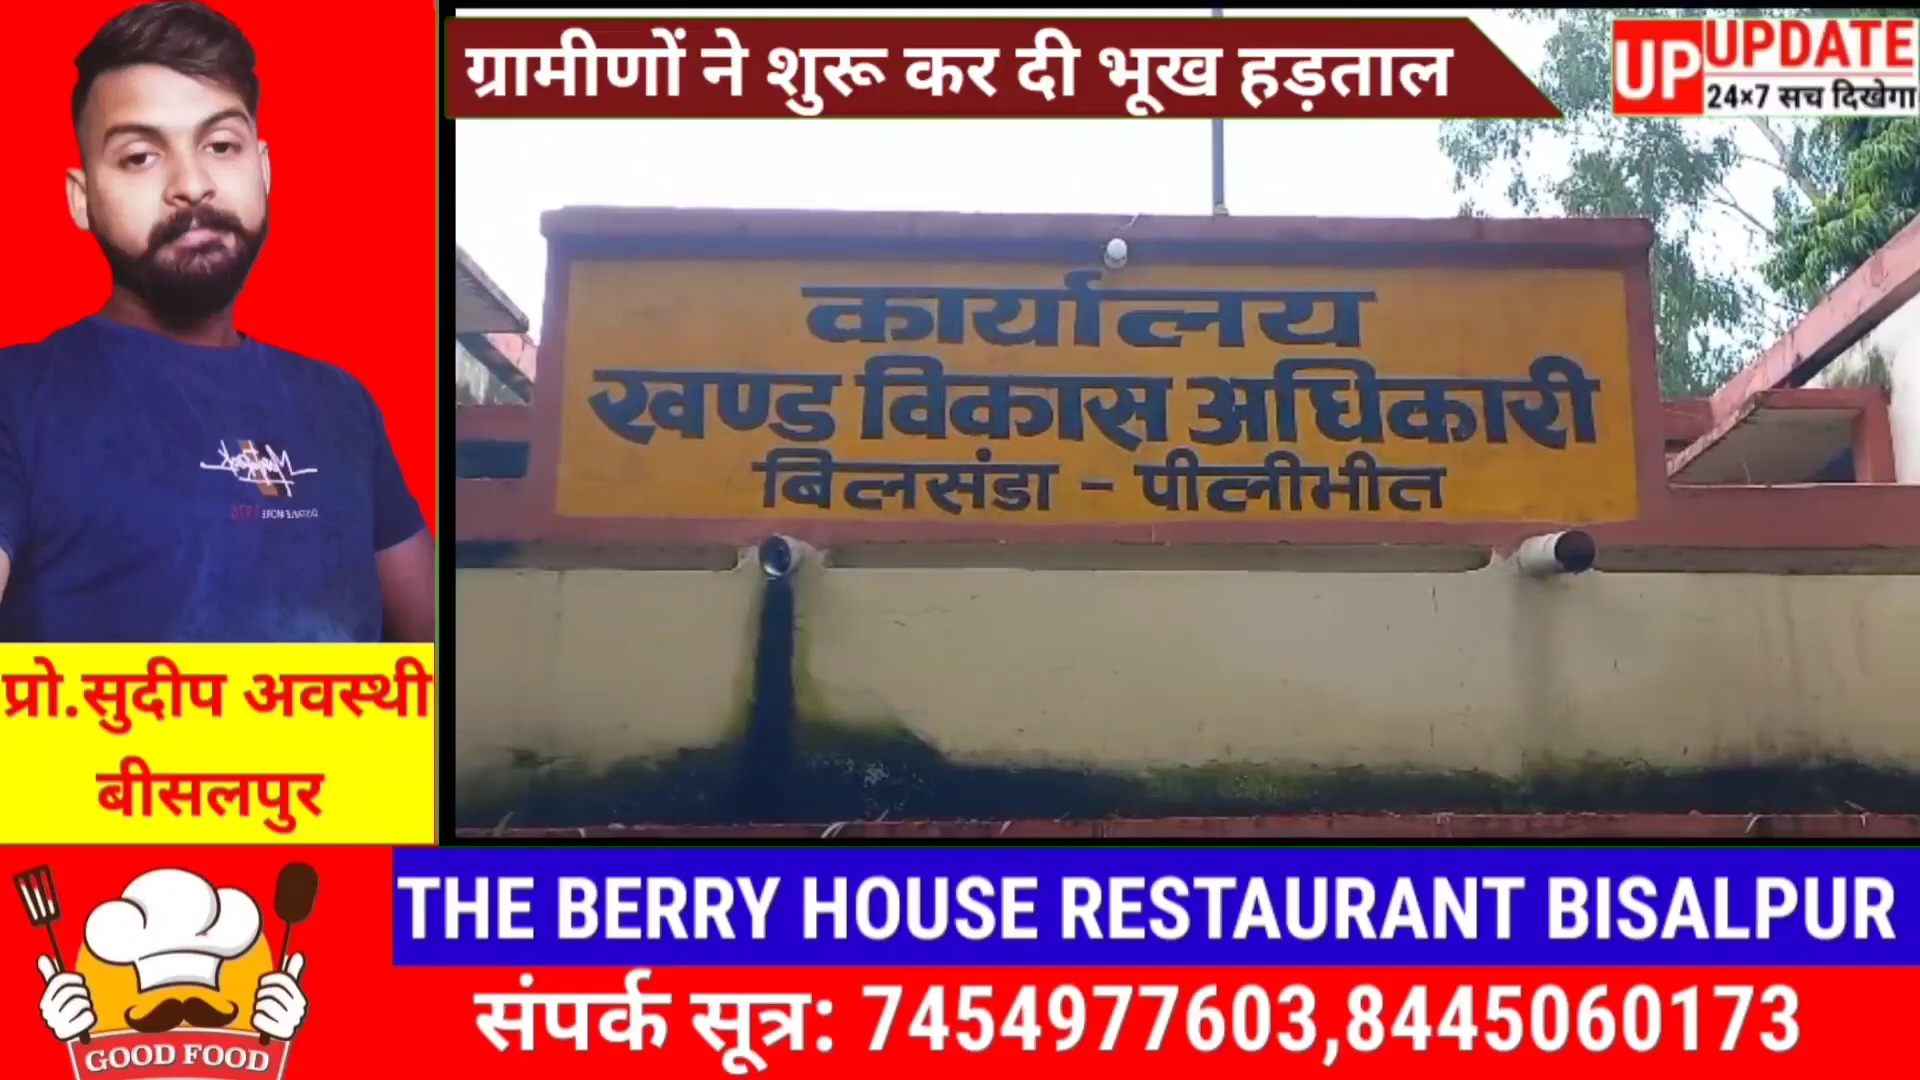 ग्रामीणों ने शुरू कर दी भूख हड़ताल
UP UPDATE
24×7 सच दिखेगा
कार्यालय
खण्ड विकास अधिकारी
बिलसंडा - पीलीभीत
प्रो.सुदीप अवस्थी
बीसलपुर
GOOD FOOD
THE BERRY HOUSE RESTAURANT BISALPUR
संपर्क सूत्र: 7454977603,8445060173